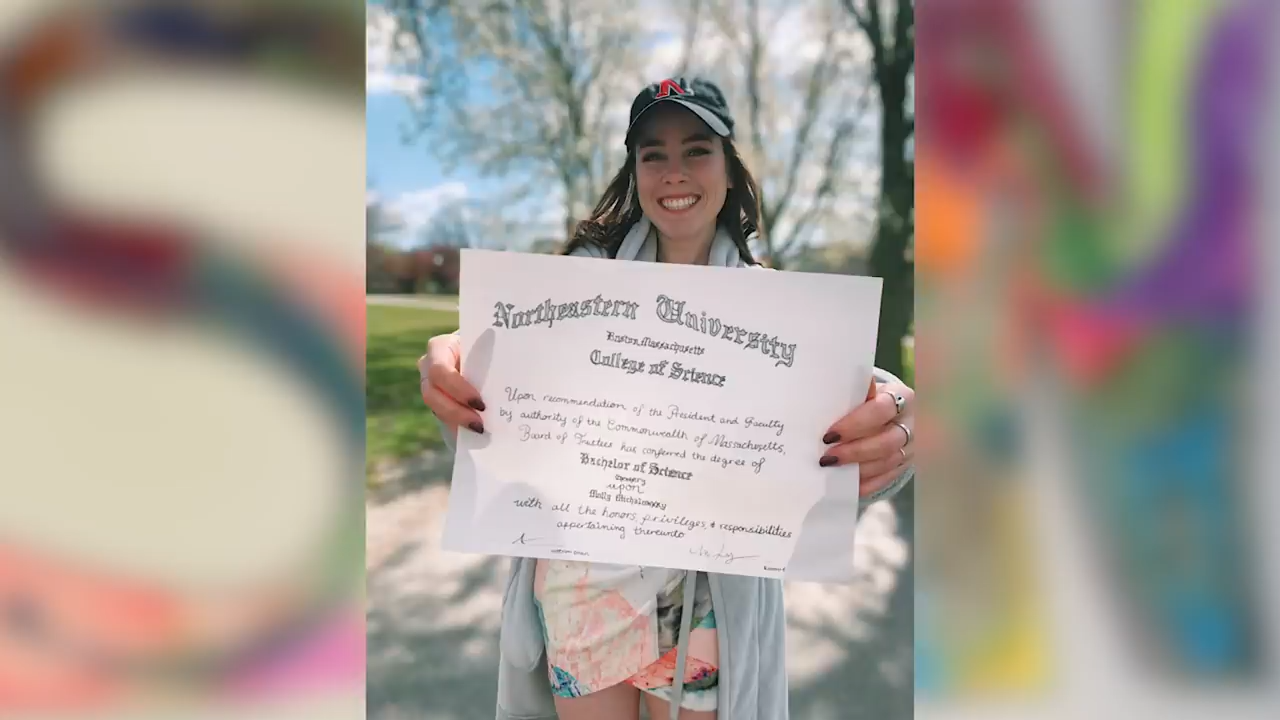 N
Northeastern University
Boston, Massachusetts
College of Science
Upon recommendation of the President and Faculty
by authority of the Commonwealth of Massachusetts,
Board of Trustees has conferred the degree of
Bachelor of Science
upon
Molly
with all the honors, privileges, & responsibilities
appertaining thereunto